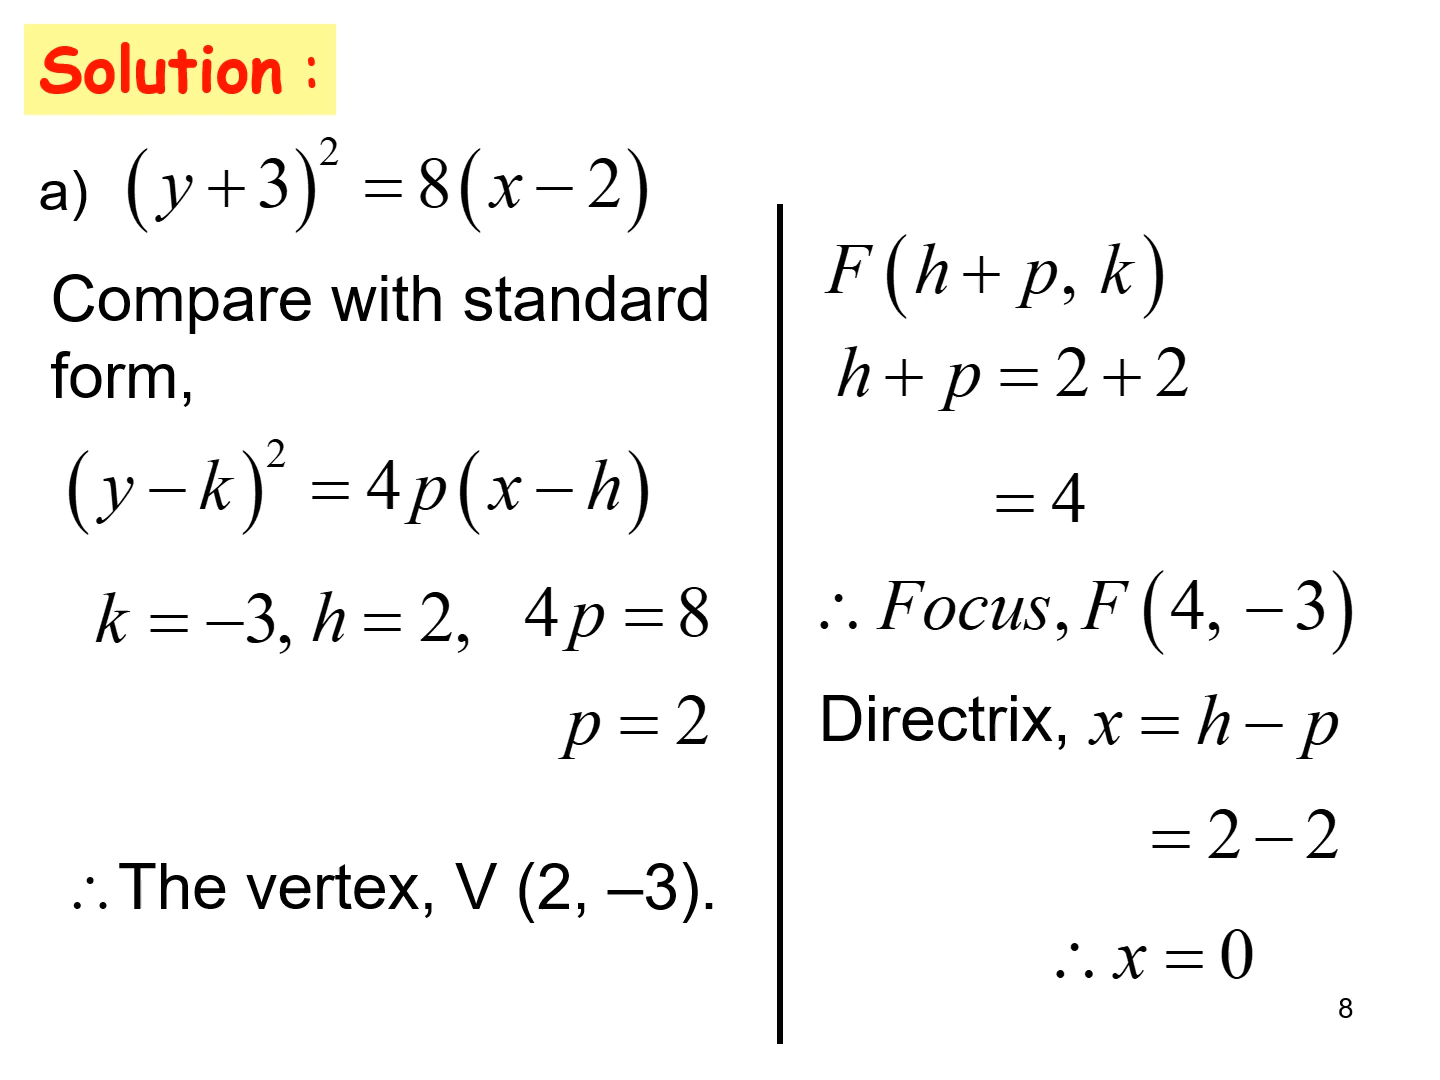 Solution :
a) (y + 3)² = 8(x − 2)
Compare with standard
form,
(y − k)² = 4p(x − h)
k = −3, h = 2, 4p = 8
p = 2
∴ The vertex, V (2, –3).
F(h + p, k)
h + p = 2 + 2
= 4
∴ Focus, F(4, −3)
Directrix, x = h − p
= 2 − 2
∴ x = 0
8